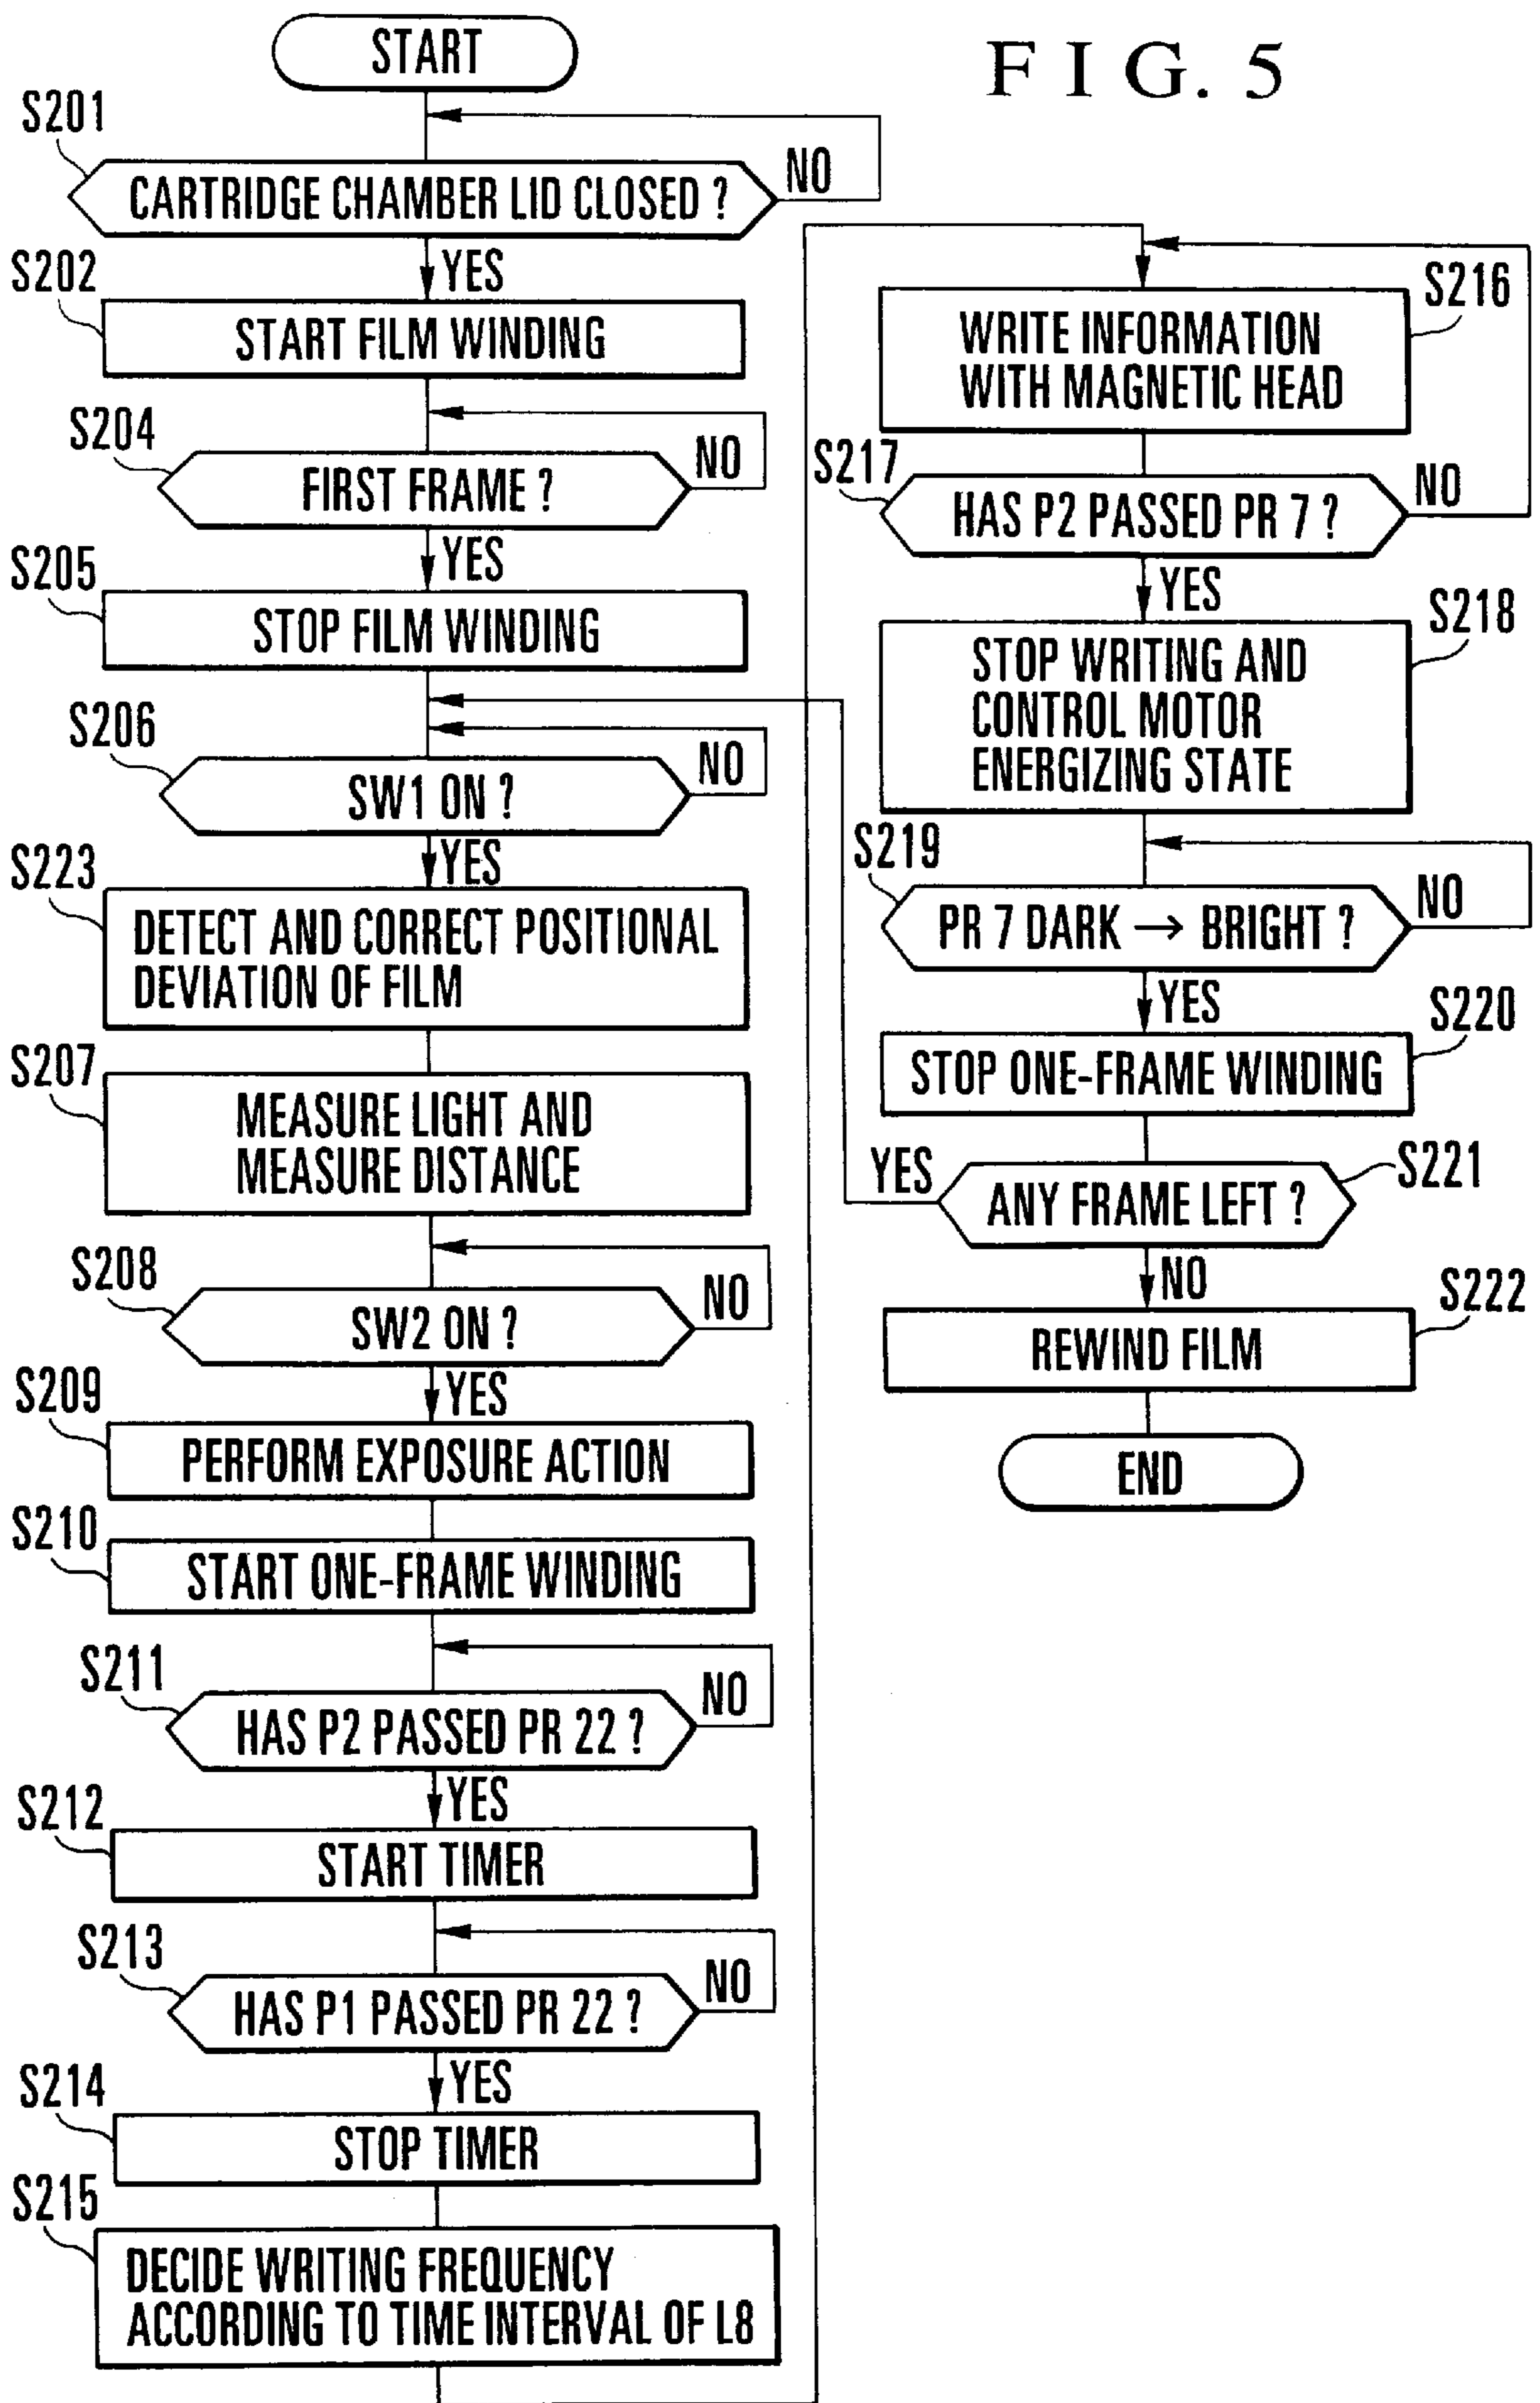 FIG. 5
START
S201
CARTRIDGE CHAMBER LID CLOSED ?
NO
YES
S202
START FILM WINDING
S204
FIRST FRAME ?
NO
YES
S205
STOP FILM WINDING
S206
SW1 ON ?
NO
YES
S223
DETECT AND CORRECT POSITIONAL
DEVIATION OF FILM
S207
MEASURE LIGHT AND
MEASURE DISTANCE
S208
SW2 ON ?
NO
YES
S209
PERFORM EXPOSURE ACTION
S210
START ONE-FRAME WINDING
S211
HAS P2 PASSED PR 22 ?
NO
YES
S212
START TIMER
S213
HAS P1 PASSED PR 22 ?
NO
YES
S214
STOP TIMER
S215
DECIDE WRITING FREQUENCY
ACCORDING TO TIME INTERVAL OF L8
S216
WRITE INFORMATION
WITH MAGNETIC HEAD
S217
HAS P2 PASSED PR 7 ?
NO
YES
S218
STOP WRITING AND
CONTROL MOTOR
ENERGIZING STATE
S219
PR 7 DARK → BRIGHT ?
NO
YES
S220
STOP ONE-FRAME WINDING
S221
ANY FRAME LEFT ?
YES
NO
S222
REWIND FILM
END